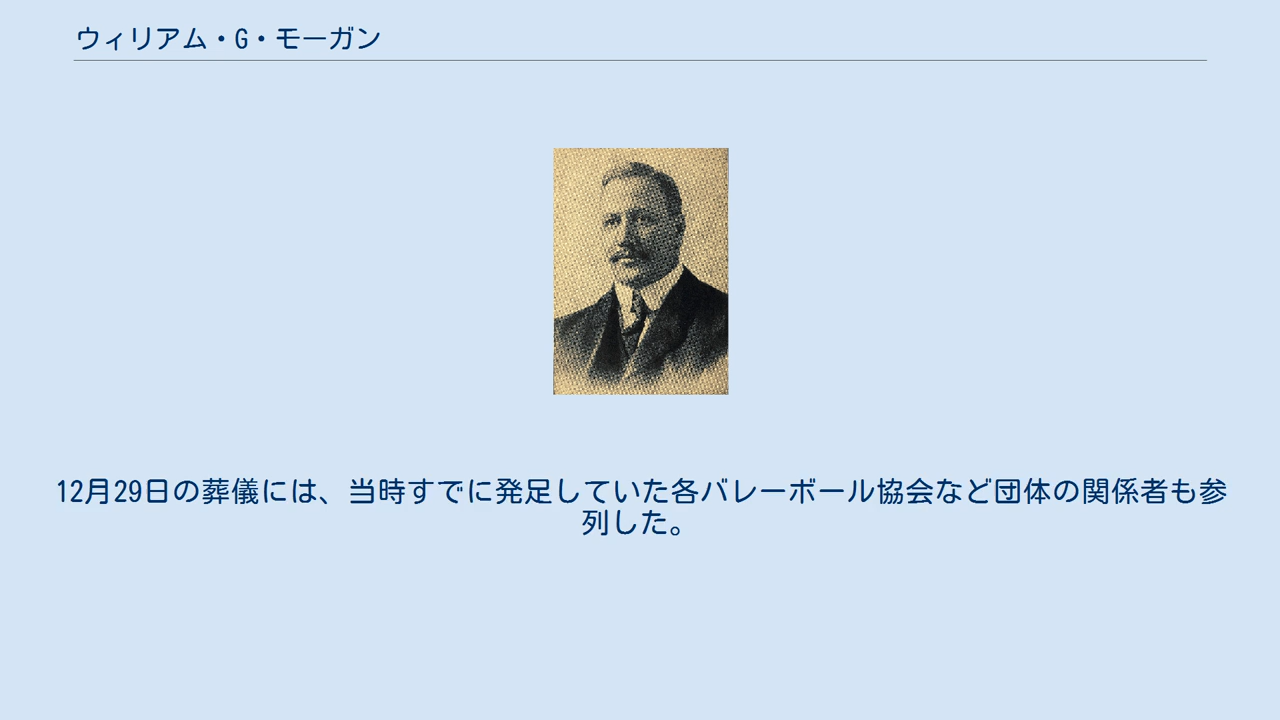 ウィリアム・G・モーガン
12月29日の葬儀には、当時すでに発足していた各バレーボール協会など団体の関係者も参
列した。